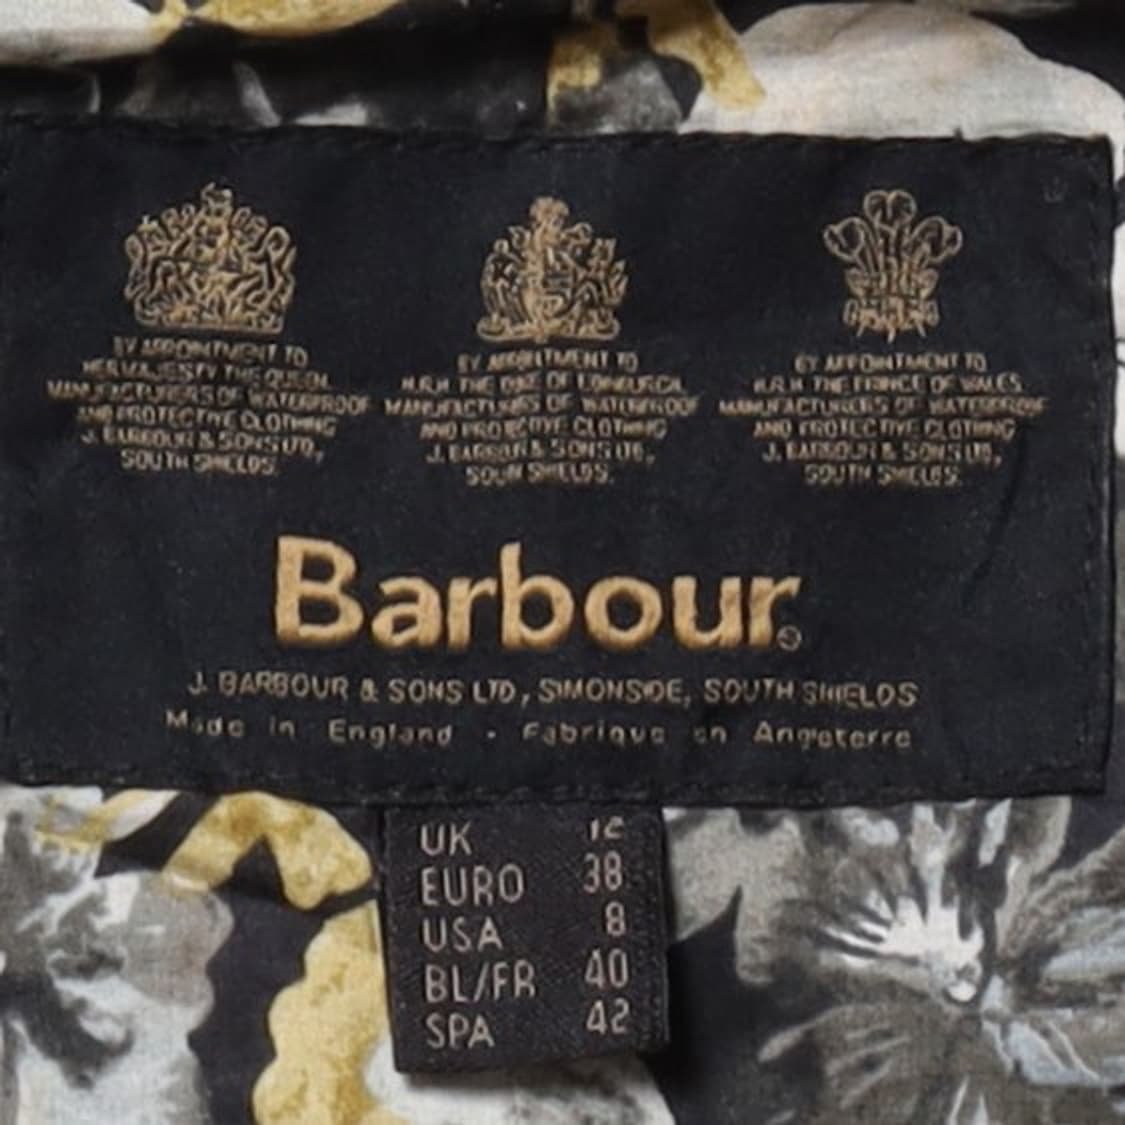 BY APPOINTMENT TO
HER MAJESTY THE QUEEN
MANUFACTURERS OF WATERPROOF
AND PROTECTIVE CLOTHING
J. BARBOUR & SONS LTD,
SOUTH SHIELDS
BY APPOINTMENT TO
H.R.H. THE DUKE OF EDINBURGH
MANUFACTURERS OF WATERPROOF
AND PROTECTIVE CLOTHING
J. BARBOUR & SONS LTD,
SOUTH SHIELDS.
BY APPOINTMENT TO
H.R.H. THE PRINCE OF WALES
MANUFACTURERS OF WATERPROOF
AND PROTECTIVE CLOTHING
J. BARBOUR & SONS LTD,
SOUTH SHIELDS.
Barbour®
J. BARBOUR & SONS LTD, SIMONSIDE, SOUTH SHIELDS
Made in England - Fabrique en Angleterre
UK 12
EURO 38
USA 8
BL/FR 40
SPA 42